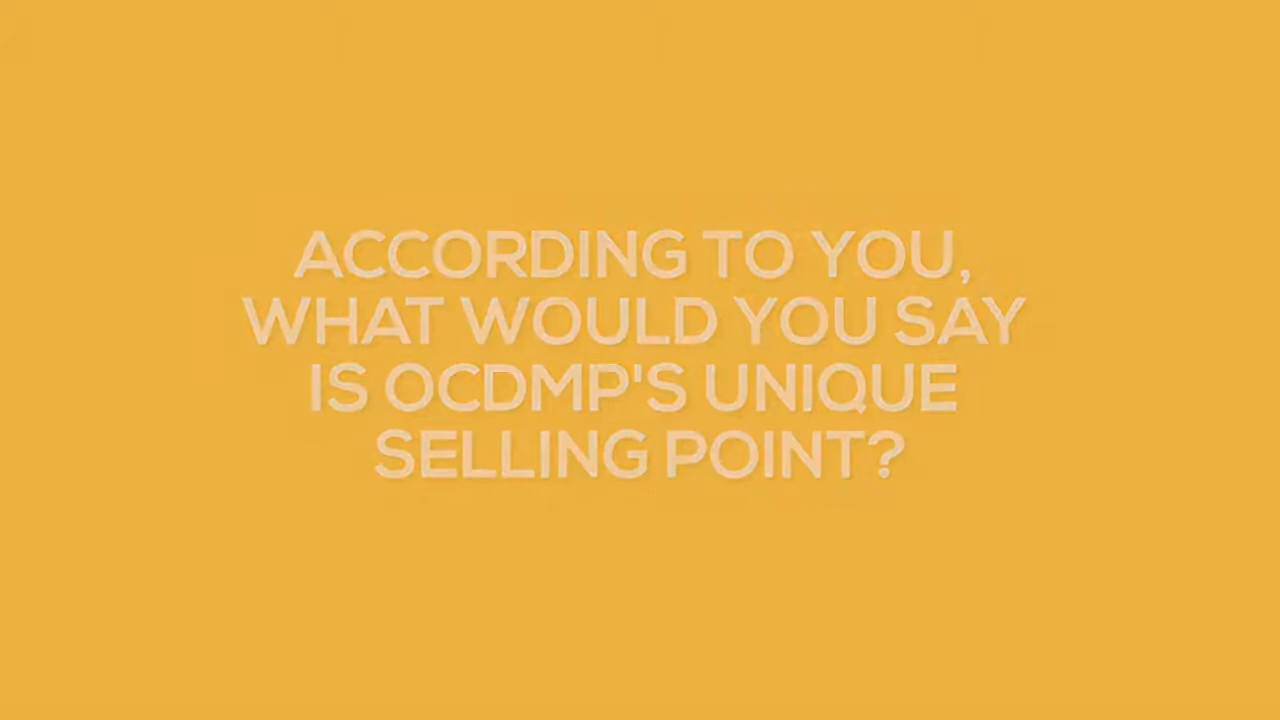 ACCORDING TO YOU,
WHAT WOULD YOU SAY
IS OCDMP'S UNIQUE
SELLING POINT?